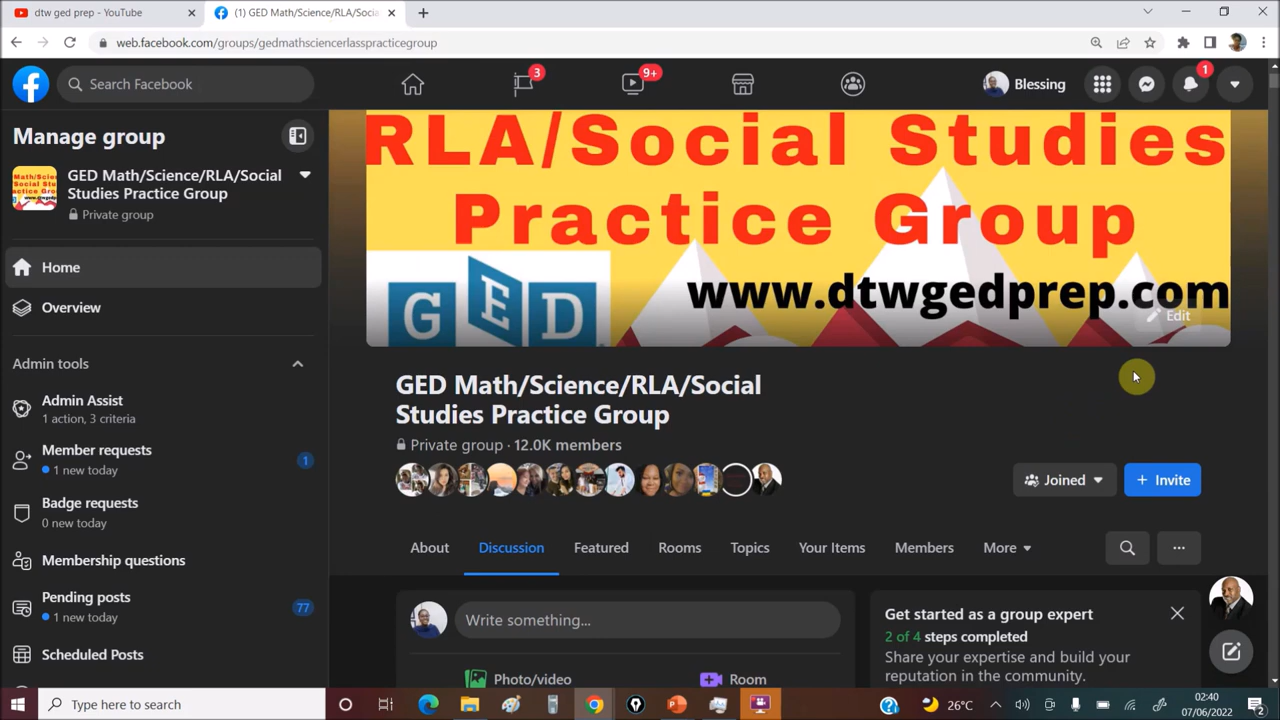 dtw ged prep - YouTube
(1) GED Math/Science/RLA/Socia
web.facebook.com/groups/gedmathsciencerlasspracticegroup
Search Facebook
3
9+
Blessing
1
Manage group
GED Math/Science/RLA/Social
Studies Practice Group
Private group
Home
Overview
Admin tools
Admin Assist
1 action, 3 criteria
Member requests
1 new today
1
Badge requests
0 new today
Membership questions
Pending posts
1 new today
77
Scheduled Posts
RLA/Social Studies
Practice Group
GED
www.dtwgedprep.com
Edit
GED Math/Science/RLA/Social
Studies Practice Group
Private group · 12.0K members
Joined
+ Invite
About
Discussion
Featured
Rooms
Topics
Your Items
Members
More
Write something...
Photo/video
Room
Get started as a group expert
2 of 4 steps completed
Share your expertise and build your
reputation in the community.
Type here to search
26°C
02:40
07/06/2022
2